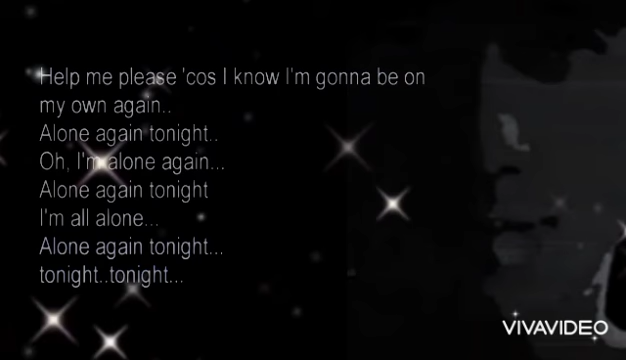 Help me please 'cos I know I'm gonna be on
my own again..
Alone again tonight..
Oh, I'm alone again...
Alone again tonight
I'm all alone...
Alone again tonight...
tonight..tonight...
VIVAVIDEO